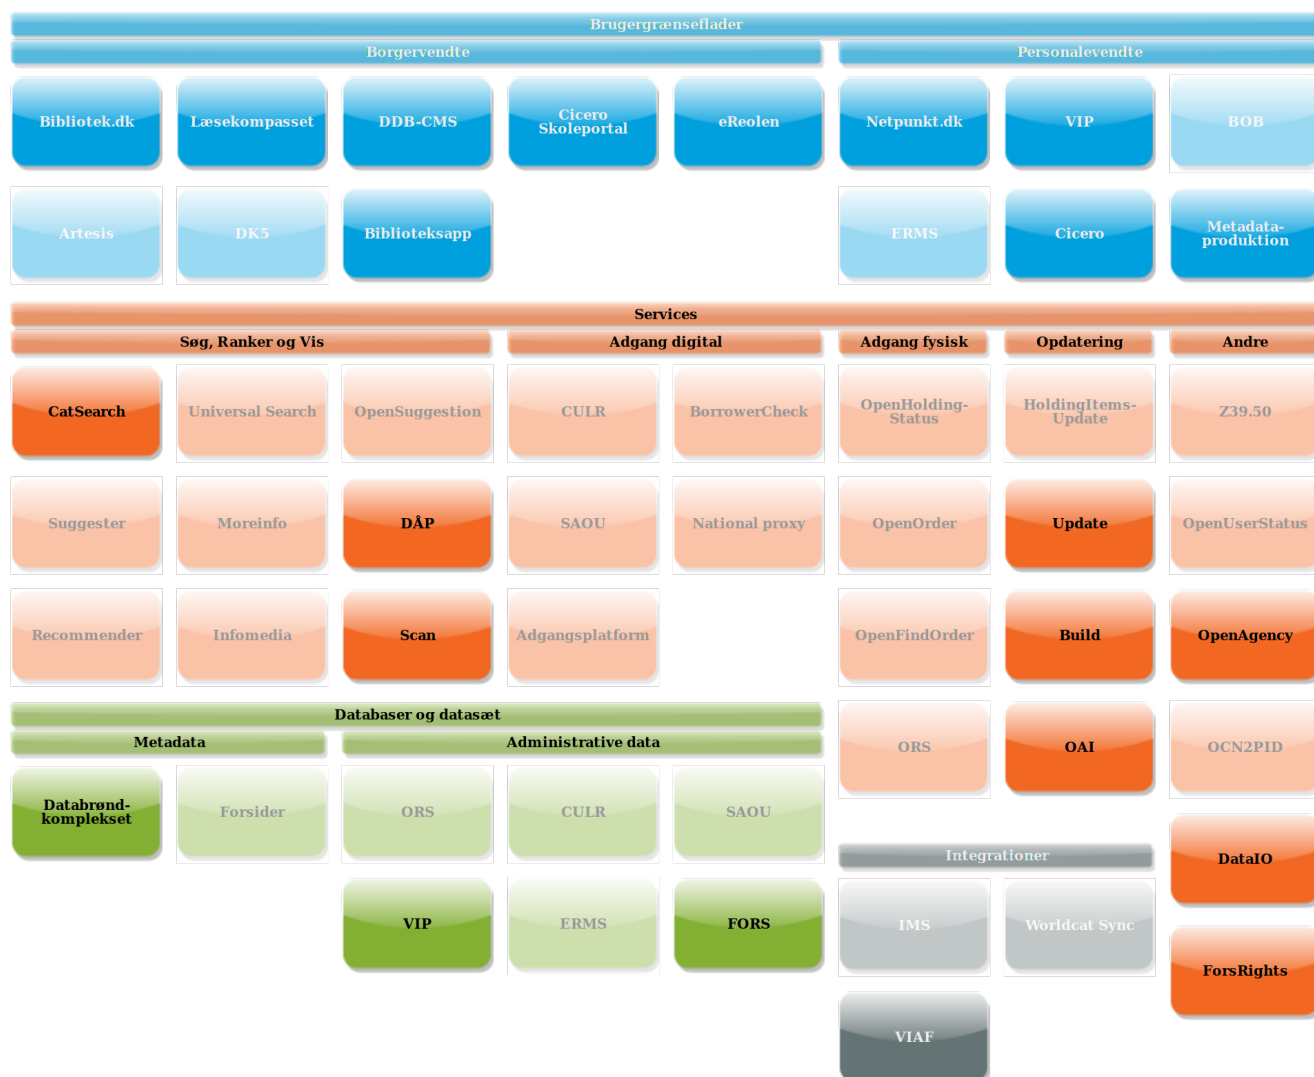 Brugergrænseflader
Borgervendte
Personalevendte
Bibliotek.dk
Læsekompasset
DDB-CMS
Cicero
Skoleportal
eReolen
Netpunkt.dk
VIP
BOB
Artesis
DK5
Biblioteksapp
ERMS
Cicero
Metadata-
produktion
Services
Søg, Ranker og Vis
Adgang digital
Adgang fysisk
Opdatering
Andre
CatSearch
Universal Search
OpenSuggestion
CULR
BorrowerCheck
OpenHolding-
Status
HoldingItems-
Update
Z39.50
Suggester
Moreinfo
DÅP
SAOU
National proxy
OpenOrder
Update
OpenUserStatus
Recommender
Infomedia
Scan
Adgangsplatform
OpenFindOrder
Build
OpenAgency
Databaser og datasæt
Metadata
Administrative data
ORS
OAI
OCN2PID
Databrønd-
komplekset
Forsider
ORS
CULR
SAOU
Integrationer
DataIO
VIP
ERMS
FORS
IMS
Worldcat Sync
ForsRights
VIAF